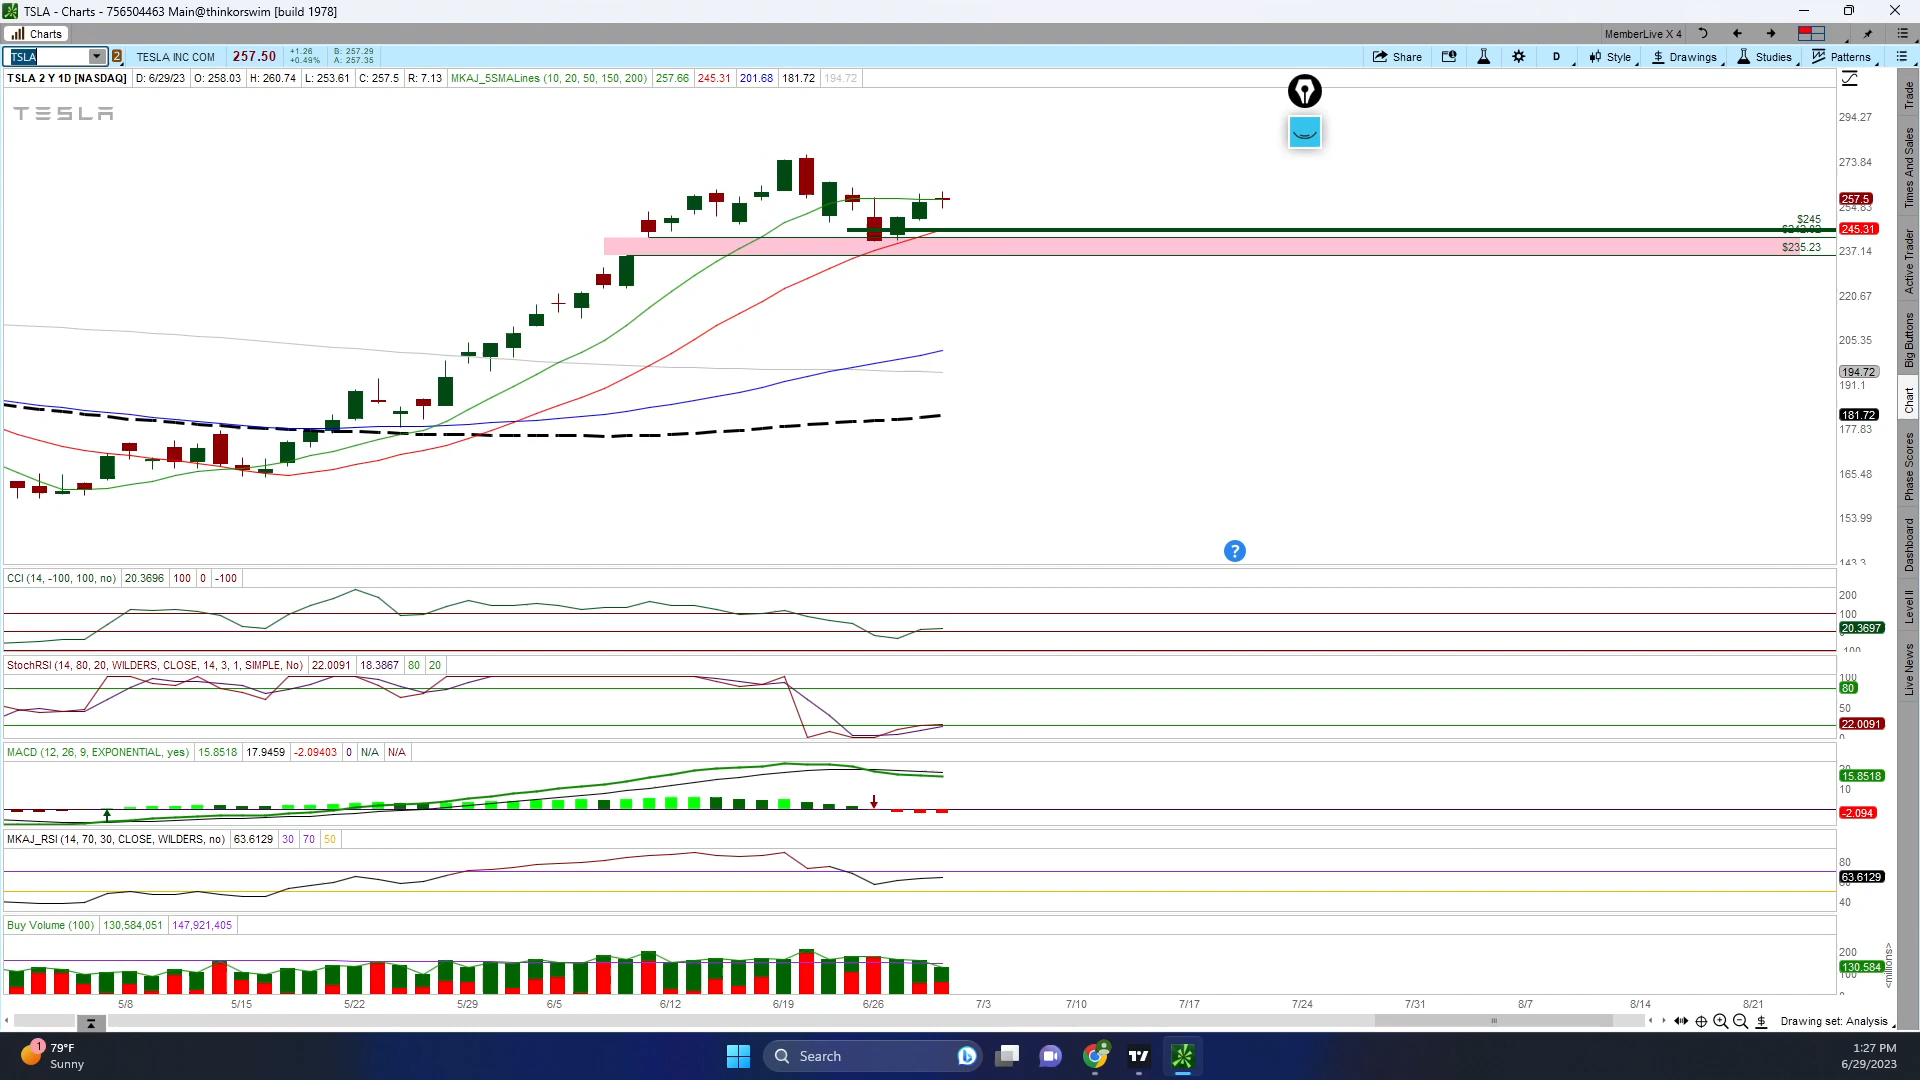 TSLA - Charts - 756504463 Main@thinkorswim [build 1978]
Charts
MemberLive X 4
TSLA 2 TESLA INC COM 257.50 +1.26 +0.49% B: 257.29 A: 257.35
Share D Style Drawings Studies Patterns
TSLA 2 Y 1D [NASDAQ] D: 6/29/23 O: 258.03 H: 260.74 L: 253.61 C: 257.5 R: 7.13 MKAJ_5SMALines (10, 20, 50, 150, 200) 257.66 245.31 201.68 181.72 194.72
TESLA
294.27
273.84
257.5
254.83
$245
245.31
$235.23
237.14
220.67
205.35
194.72
191.1
181.72
177.83
165.48
153.99
143.3
?
CCI (14, -100, 100, no) 20.3696 100 0 -100
200
100
20.3697
-100
StochRSI (14, 80, 20, WILDERS, CLOSE, 14, 3, 1, SIMPLE, No) 22.0091 18.3867 80 20
100
80
50
22.0091
0
MACD (12, 26, 9, EXPONENTIAL, yes) 15.8518 17.9459 -2.09403 0 N/A N/A
20
15.8518
10
-2.094
MKAJ_RSI (14, 70, 30, CLOSE, WILDERS, no) 63.6129 30 70 50
80
63.6129
40
Buy Volume (100) 130,584,051 147,921,405
200
130.584
100
<millions>
5/8 5/15 5/22 5/29 6/5 6/12 6/19 6/26 7/3 7/10 7/17 7/24 7/31 8/7 8/14 8/21
Drawing set: Analysis
Trade
Times And Sales
Active Trader
Big Buttons
Chart
Phase Scores
Dashboard
Level II
Live News
1
79°F
Sunny
Search
1:27 PM
6/29/2023